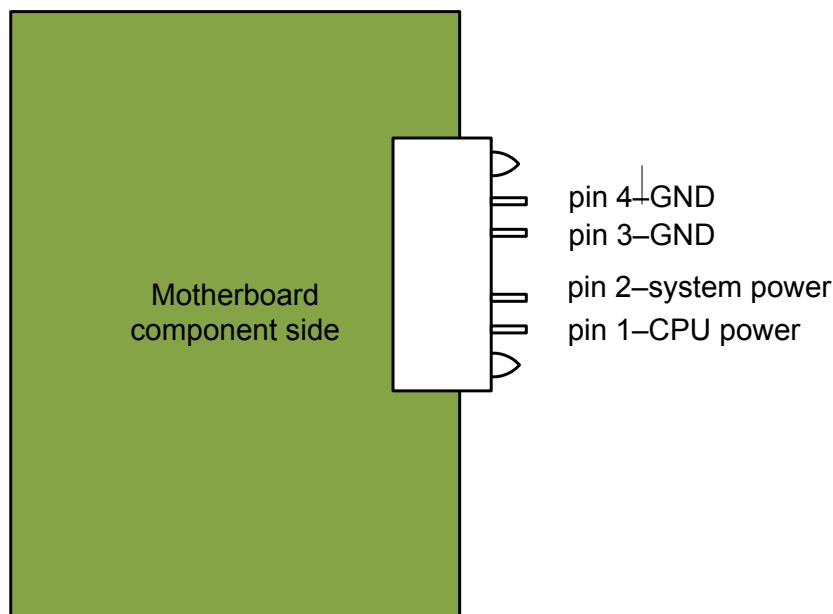 pin 4–GND
pin 3–GND
pin 2–system power
pin 1–CPU power
Motherboard
component side